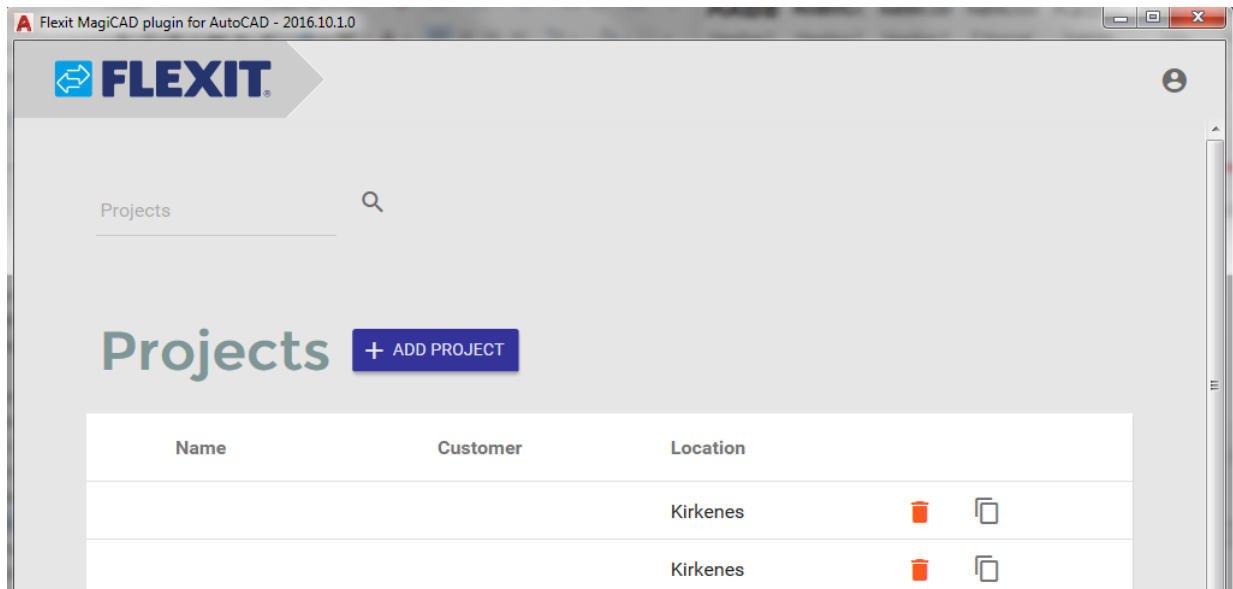 Flexit MagiCAD plugin for AutoCAD - 2016.10.1.0
FLEXIT
Projects
Projects + ADD PROJECT
Name Customer Location
Kirkenes
Kirkenes